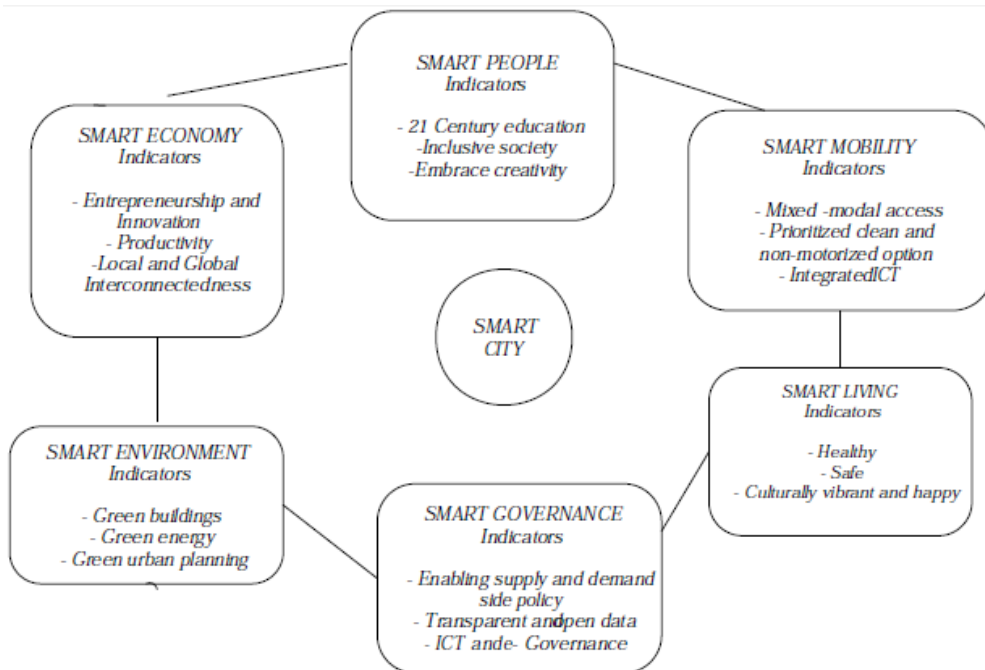 SMART PEOPLE
Indicators
- 21 Century education
-Inclusive society
-Embrace creativity
SMART ECONOMY
Indicators
- Entrepreneurship and
Innovation
- Productivity
-Local and Global
Interconnectedness
SMART MOBILITY
Indicators
- Mixed -modal access
- Prioritized clean and
non-motorized option
- IntegratedICT
SMART
CITY
SMART LIVING
Indicators
- Healthy
- Safe
- Culturally vibrant and happy
SMART ENVIRONMENT
Indicators
- Green buildings
- Green energy
- Green urban planning
SMART GOVERNANCE
Indicators
- Enabling supply and demand
side policy
- Transparent andopen data
- ICT ande- Governance